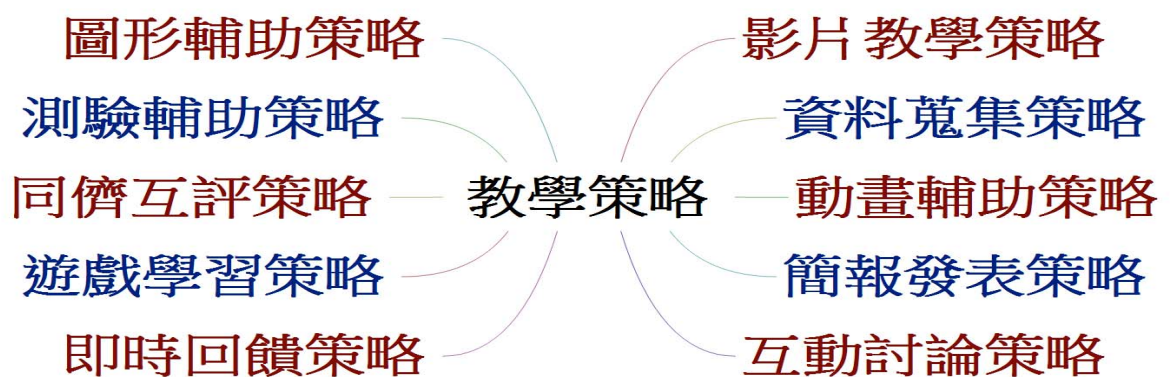 圖形輔助策略
測驗輔助策略
同儕互評策略
遊戲學習策略
即時回饋策略
教學策略
影片教學策略
資料蒐集策略
動畫輔助策略
簡報發表策略
互動討論策略